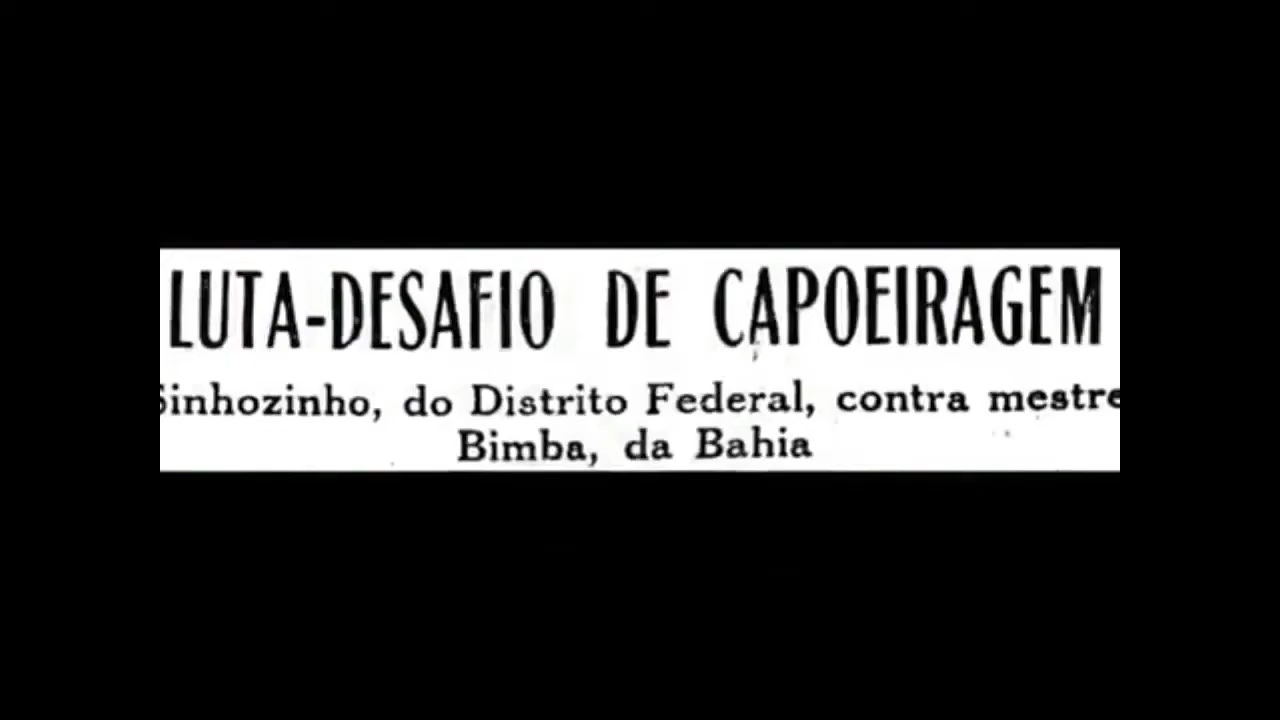 LUTA-DESAFIO DE CAPOEIRAGEM
Sinhozinho, do Distrito Federal, contra mestre
Bimba, da Bahia